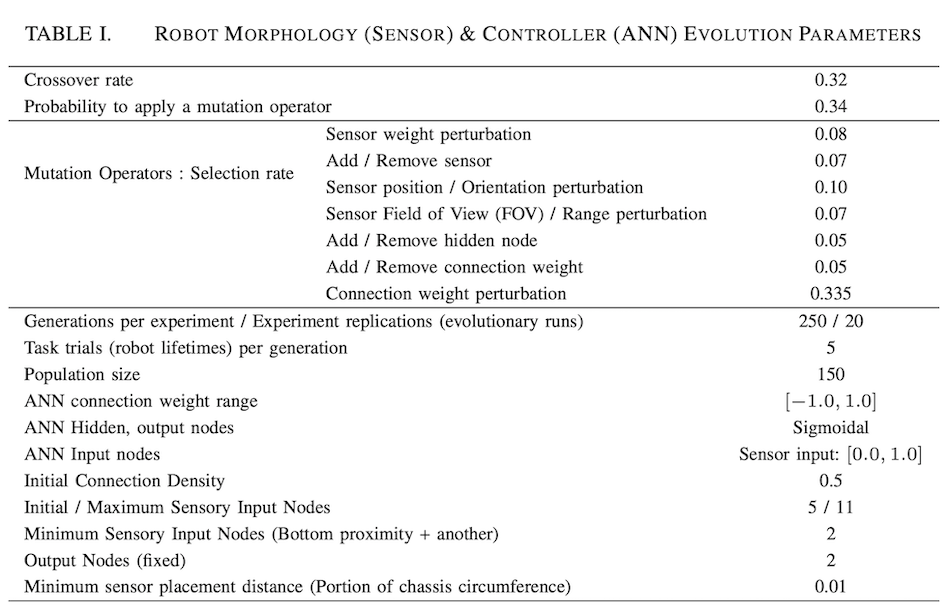 TABLE I. ROBOT MORPHOLOGY (SENSOR) & CONTROLLER (ANN) EVOLUTION PARAMETERS
Crossover rate 0.32
Probability to apply a mutation operator 0.34
Sensor weight perturbation 0.08
Add / Remove sensor 0.07
Mutation Operators : Selection rate
Sensor position / Orientation perturbation 0.10
Sensor Field of View (FOV) / Range perturbation 0.07
Add / Remove hidden node 0.05
Add / Remove connection weight 0.05
Connection weight perturbation 0.335
Generations per experiment / Experiment replications (evolutionary runs) 250 / 20
Task trials (robot lifetimes) per generation 5
Population size 150
ANN connection weight range [−1.0, 1.0]
ANN Hidden, output nodes Sigmoidal
ANN Input nodes Sensor input: [0.0, 1.0]
Initial Connection Density 0.5
Initial / Maximum Sensory Input Nodes 5 / 11
Minimum Sensory Input Nodes (Bottom proximity + another) 2
Output Nodes (fixed) 2
Minimum sensor placement distance (Portion of chassis circumference) 0.01